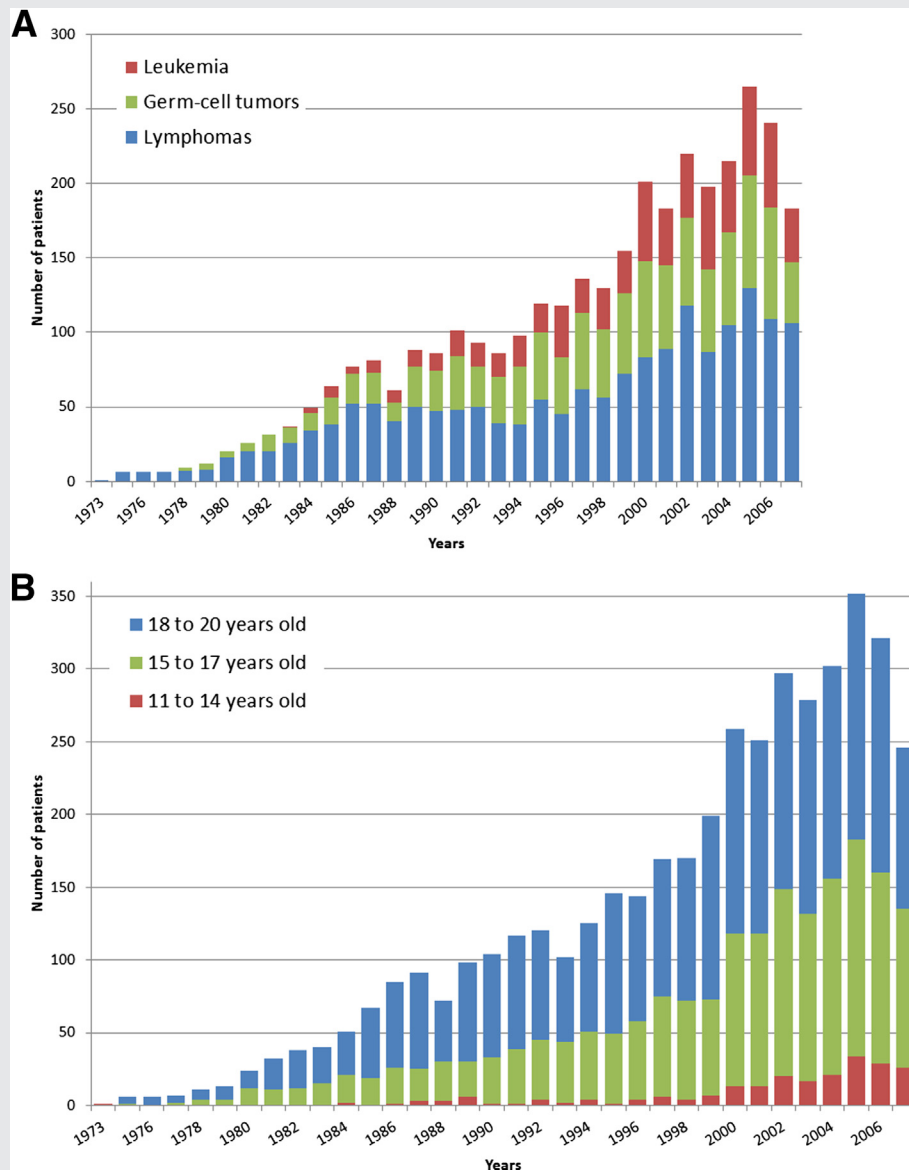 A
300
250
200
150
100
50
0
Number of patients
Leukemia
Germ-cell tumors
Lymphomas
1973 1976 1978 1980 1982 1984 1986 1988 1990 1992 1994 1996 1998 2000 2002 2004 2006
Years
B
350
300
250
200
150
100
50
0
Number of patients
18 to 20 years old
15 to 17 years old
11 to 14 years old
1973 1976 1978 1980 1982 1984 1986 1988 1990 1992 1994 1996 1998 2000 2002 2004 2006
Years